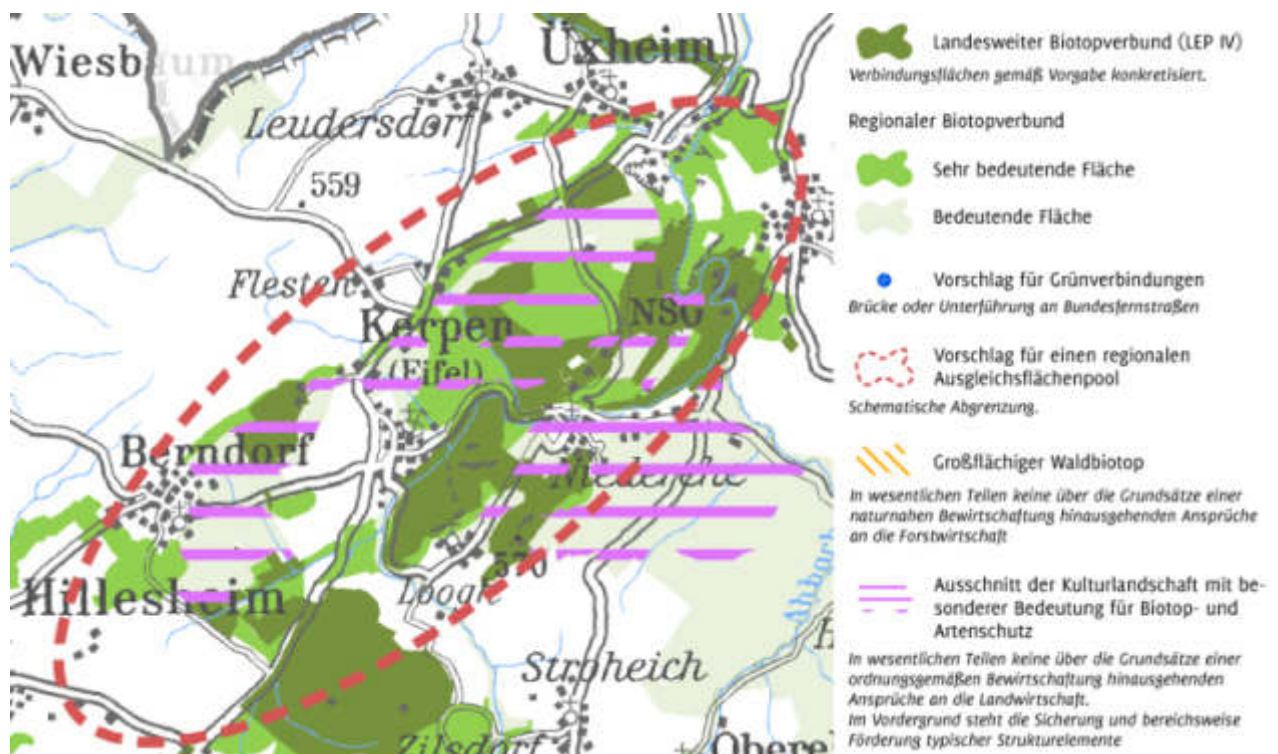 Wiesbaum
Üxheim
Leudersdorf
559
Flesten
Kerpen
(Eifel)
NSG
Berndorf
Niederehe
Hillesheim
Loogh
570
Ahbach
Stroheich
Zilsdorf
Landesweiter Biotopverbund (LEP IV)
Verbindungsflächen gemäß Vorgabe konkretisiert.
Regionaler Biotopverbund
Sehr bedeutende Fläche
Bedeutende Fläche
Vorschlag für Grünverbindungen
Brücke oder Unterführung an Bundesfernstraßen
Vorschlag für einen regionalen
Ausgleichsflächenpool
Schematische Abgrenzung.
Großflächiger Waldbiotop
In wesentlichen Teilen keine über die Grundsätze einer
naturnahen Bewirtschaftung hinausgehenden Ansprüche
an die Forstwirtschaft
Ausschnitt der Kulturlandschaft mit be-
sonderer Bedeutung für Biotop- und
Artenschutz
In wesentlichen Teilen keine über die Grundsätze einer
ordnungsgemäßen Bewirtschaftung hinausgehenden
Ansprüche an die Landwirtschaft.
Im Vordergrund steht die Sicherung und bereichsweise
Förderung typischer Strukturelemente